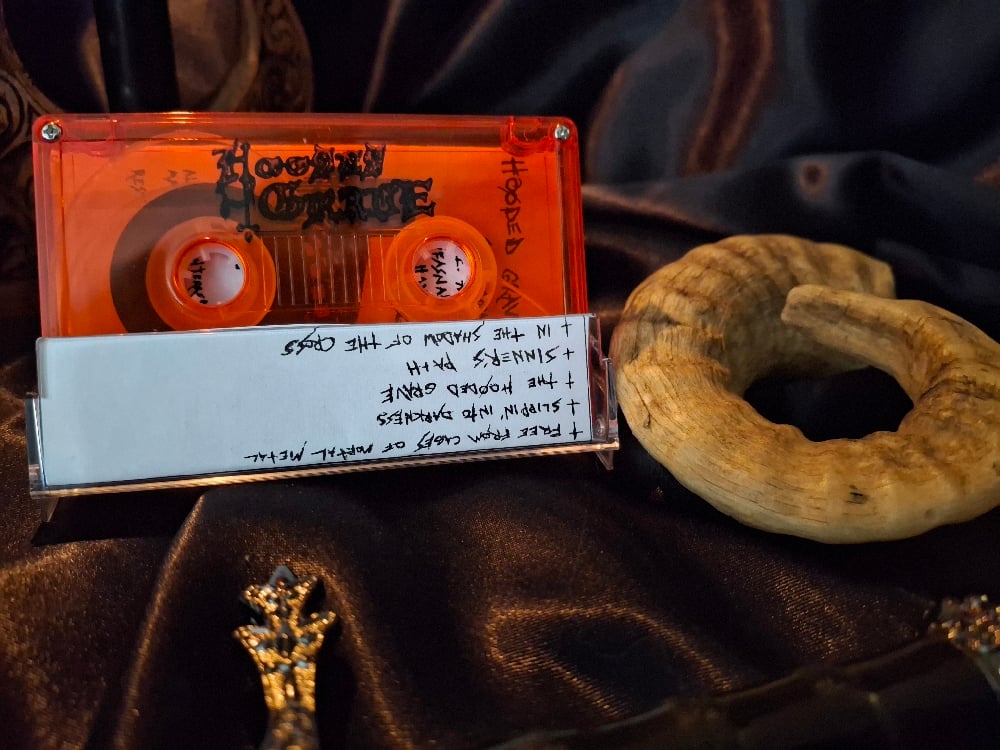 HOODED
GRAVE
HOODED GRAV
+ FREE FROM CAGES OF MORTAL METAL
+ SLIPPIN' INTO DARKNESS
+ THE HOODED GRAVE
+ SINNER'S PATH
+ IN THE SHADOW OF THE CROSS